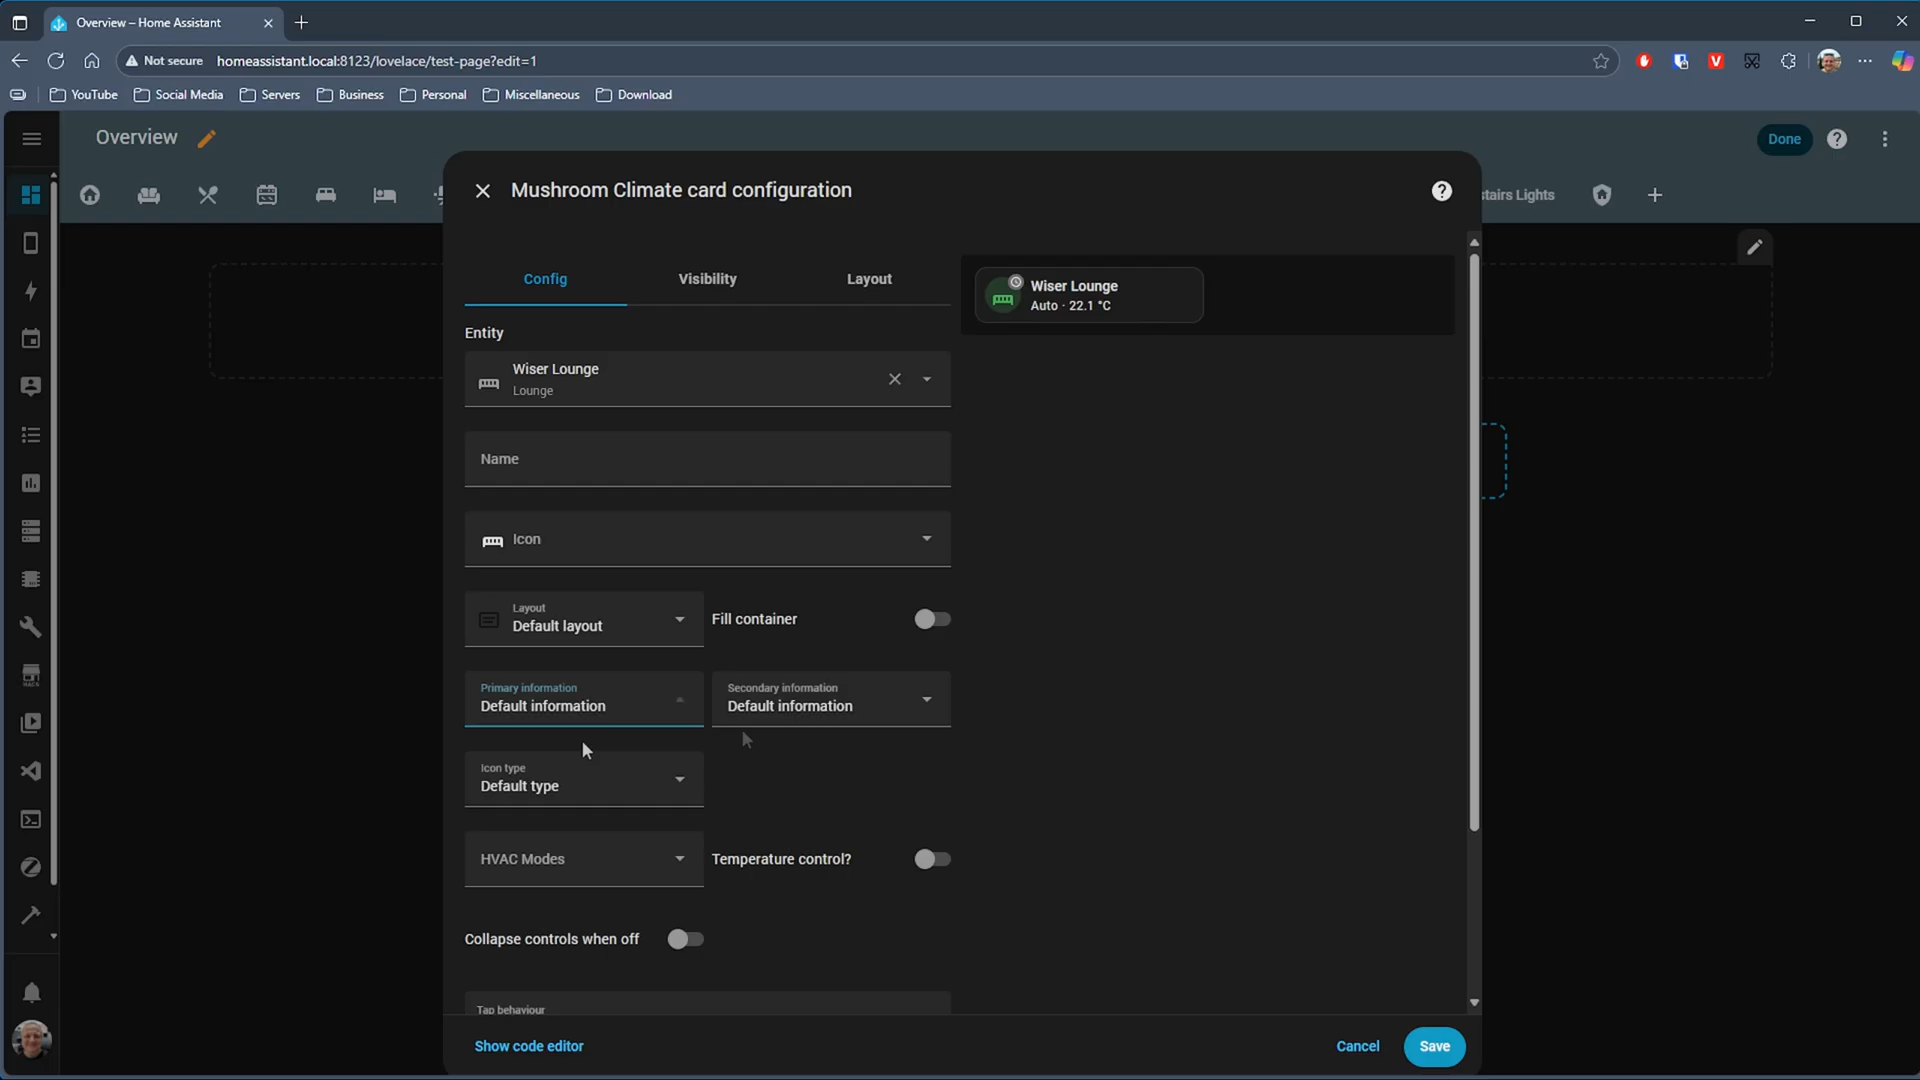 Overview – Home Assistant
Not secure
homeassistant.local:8123/lovelace/test-page?edit=1
YouTube
Social Media
Servers
Business
Personal
Miscellaneous
Download
Overview
Done
stairs Lights
Mushroom Climate card configuration
Config
Visibility
Layout
Wiser Lounge
Auto · 22.1 °C
Entity
Wiser Lounge
Lounge
Name
Icon
Layout
Default layout
Fill container
Primary information
Default information
Secondary information
Default information
Icon type
Default type
HVAC Modes
Temperature control?
Collapse controls when off
Tap behaviour
HACS
Show code editor
Cancel
Save